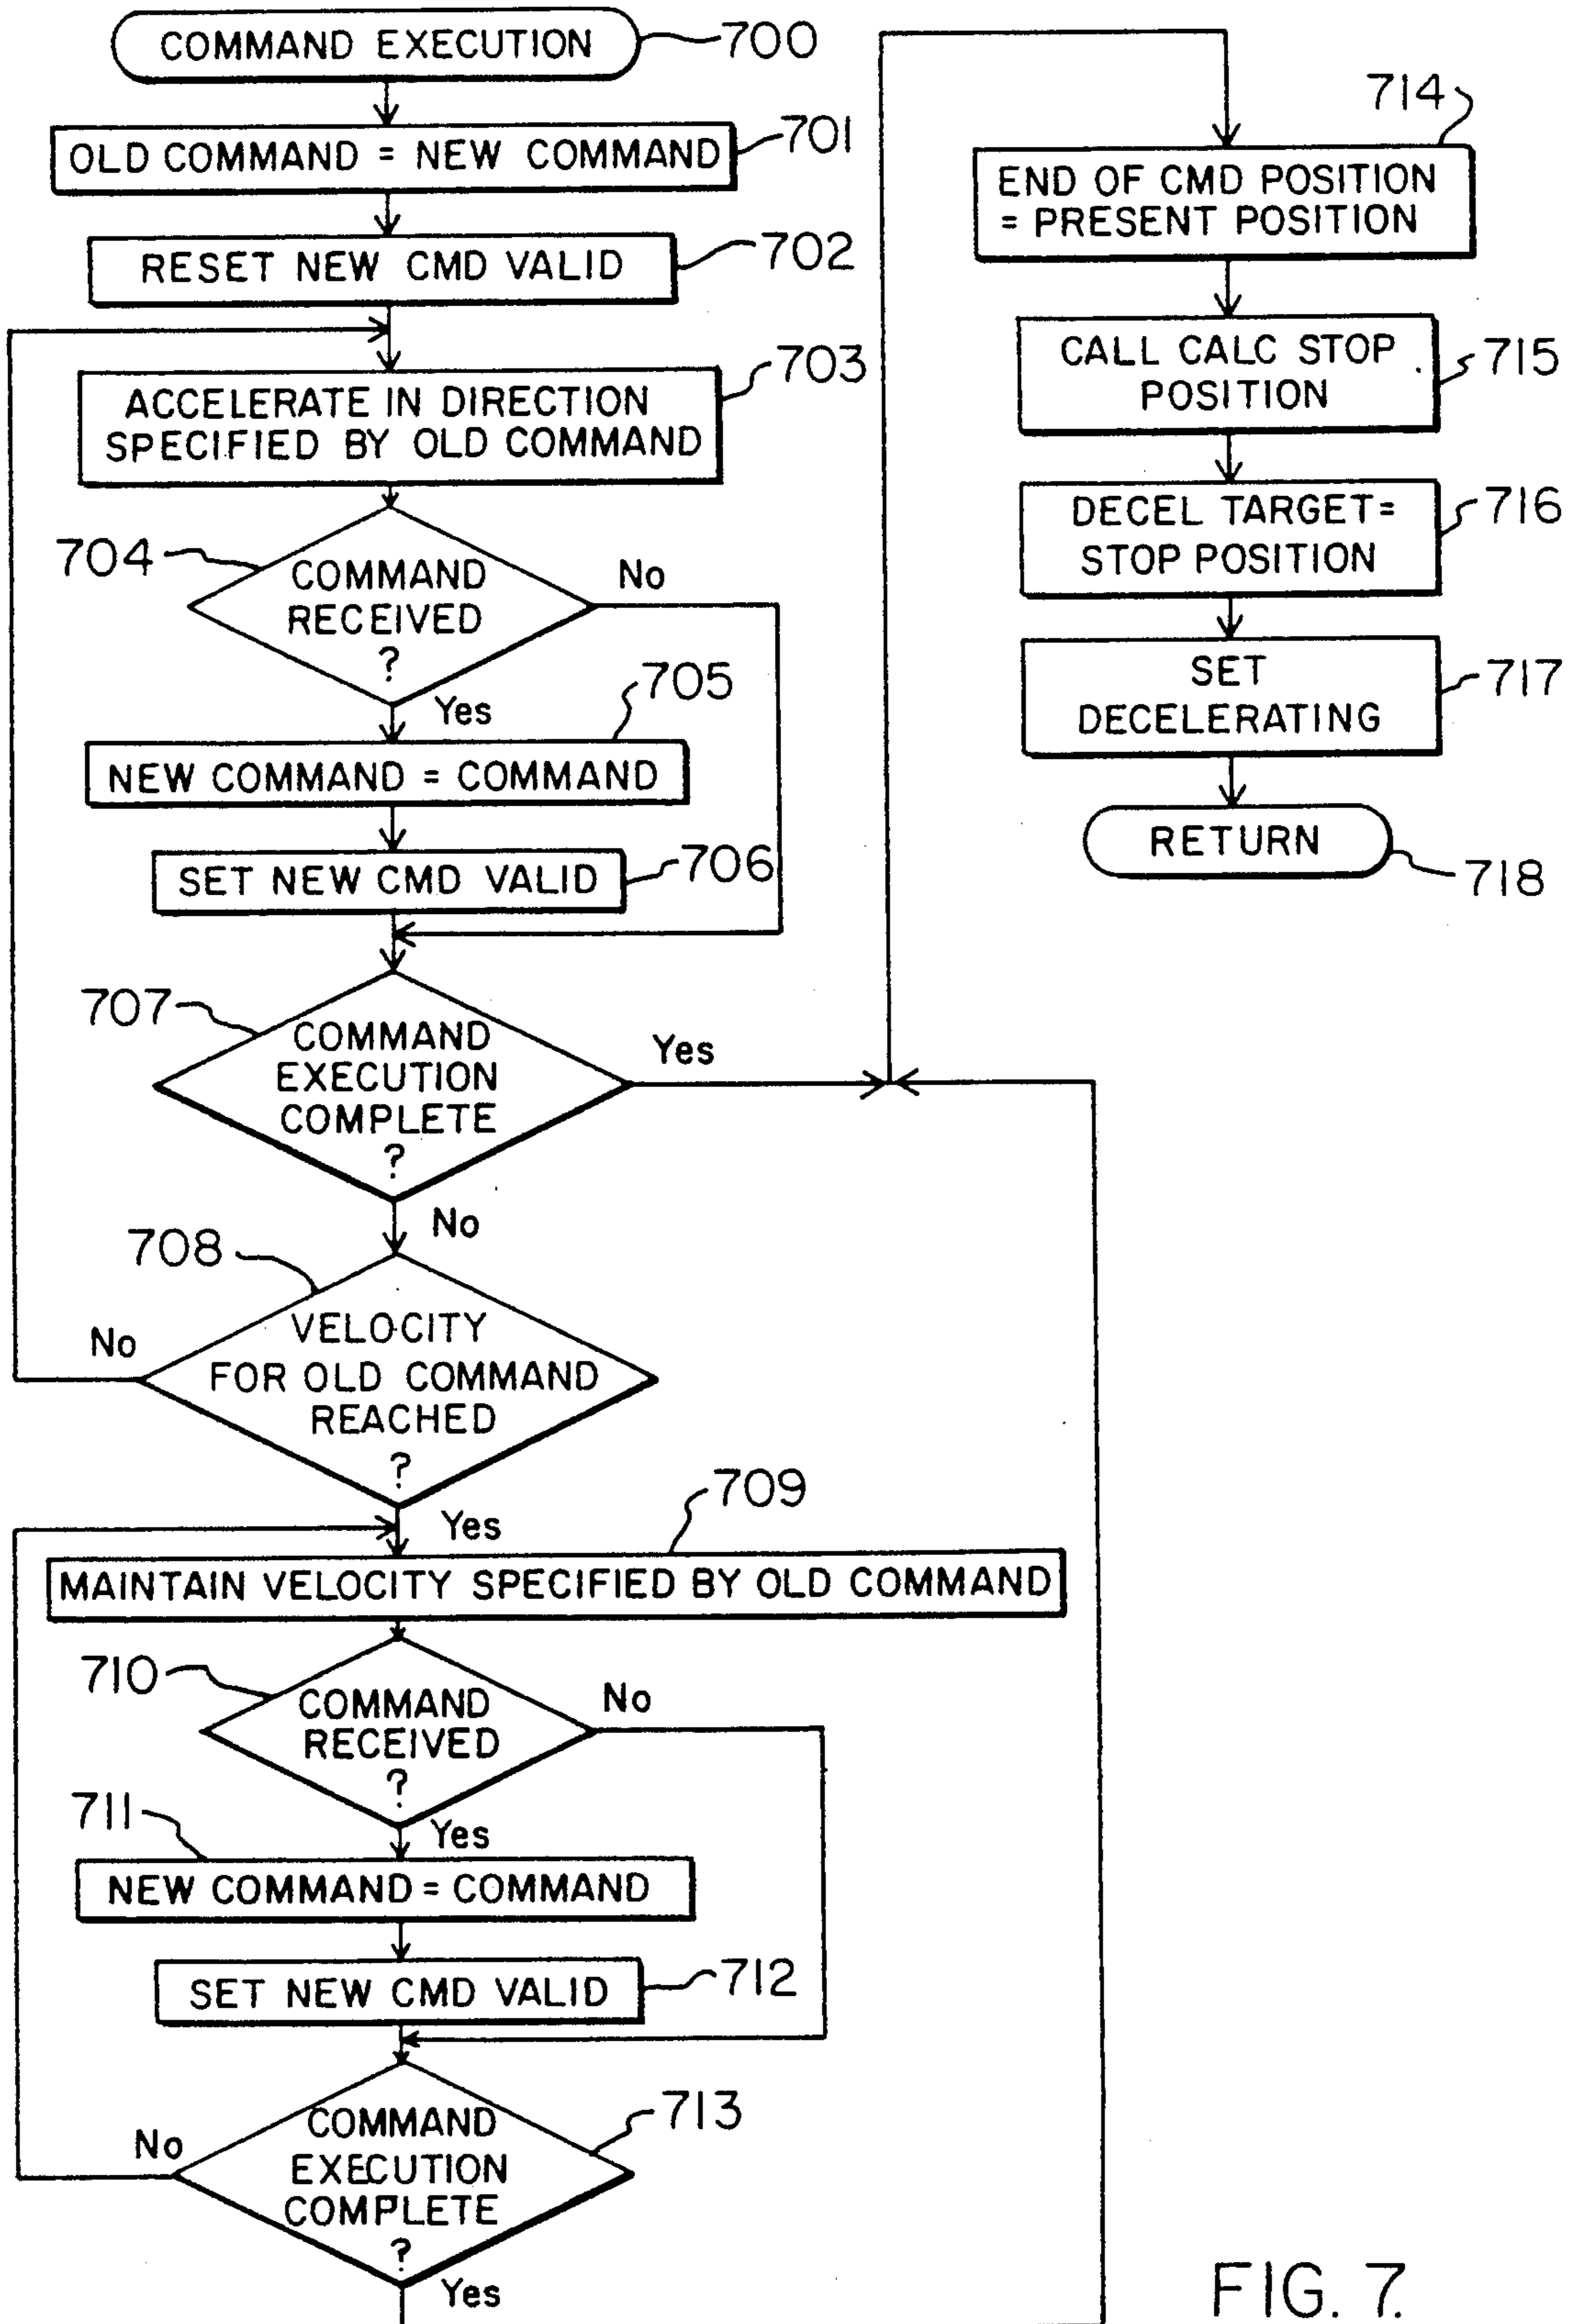 COMMAND EXECUTION
700
OLD COMMAND = NEW COMMAND
701
RESET NEW CMD VALID
702
ACCELERATE IN DIRECTION
SPECIFIED BY OLD COMMAND
703
704
COMMAND
RECEIVED
?
No
Yes
705
NEW COMMAND = COMMAND
SET NEW CMD VALID
706
707
COMMAND
EXECUTION
COMPLETE
?
Yes
No
708
VELOCITY
FOR OLD COMMAND
REACHED
?
No
Yes
709
MAINTAIN VELOCITY SPECIFIED BY OLD COMMAND
710
COMMAND
RECEIVED
?
No
Yes
711
NEW COMMAND = COMMAND
SET NEW CMD VALID
712
COMMAND
EXECUTION
COMPLETE
?
713
No
Yes
714
END OF CMD POSITION
= PRESENT POSITION
CALL CALC STOP
POSITION
715
DECEL TARGET=
STOP POSITION
716
SET
DECELERATING
717
RETURN
718
FIG. 7.